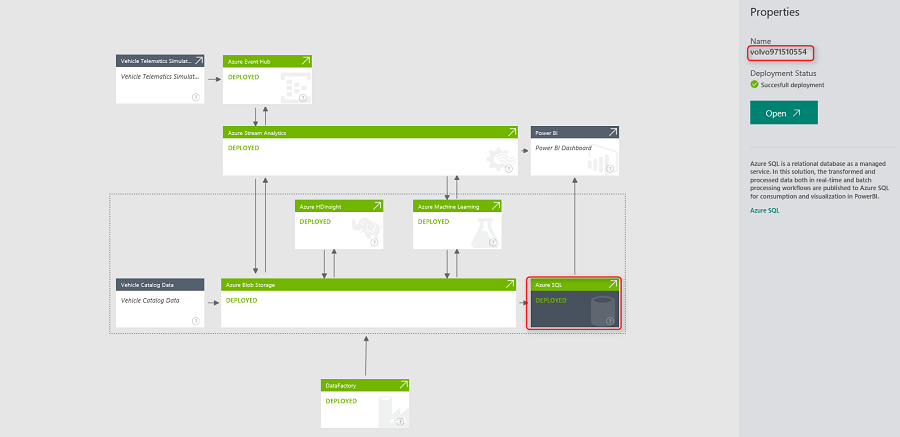 Properties
Name
volvo971510554
Deployment Status
Succesfull deployment
Open
Azure SQL is a relational database as a managed
service. In this solution, the transformed and
processed data both in real-time and batch
processing workflows are published to Azure SQL
for consumption and visualization in PowerBI.
Azure SQL
Vehicle Telematics Simulat...
Vehicle Telematics Simulat...
Azure Event Hub
DEPLOYED
Azure Stream Analytics
DEPLOYED
Power BI
Power BI Dashboard
Azure HDInsight
DEPLOYED
Azure Machine Learning
DEPLOYED
Vehicle Catalog Data
Vehicle Catalog Data
Azure Blob Storage
DEPLOYED
Azure SQL
DEPLOYED
DataFactory
DEPLOYED